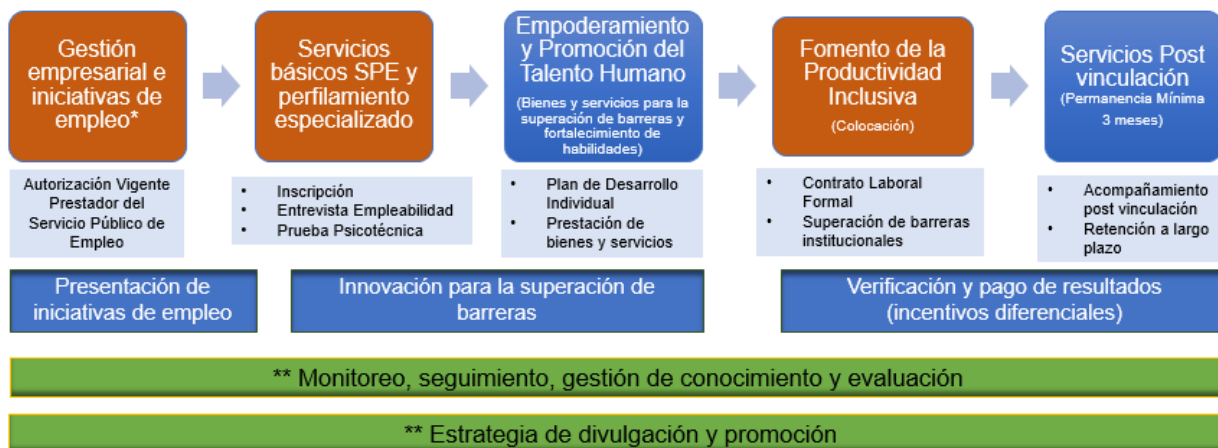 Gestión
empresarial e
iniciativas de
empleo*
Servicios
básicos SPE y
perfilamiento
especializado
Empoderamiento
y Promoción del
Talento Humano
(Bienes y servicios para la
superación de barreras y
fortalecimiento de
habilidades)
Fomento de la
Productividad
Inclusiva
(Colocación)
Servicios Post
vinculación
(Permanencia Mínima
3 meses)
Autorización Vigente
Prestador del
Servicio Público de
Empleo
• Inscripción
• Entrevista Empleabilidad
• Prueba Psicotécnica
• Plan de Desarrollo
Individual
• Prestación de
bienes y servicios
• Contrato Laboral
Formal
• Superación de barreras
institucionales
• Acompañamiento
post vinculación
• Retención a largo
plazo
Presentación de
iniciativas de empleo
Innovación para la superación de
barreras
Verificación y pago de resultados
(incentivos diferenciales)
** Monitoreo, seguimiento, gestión de conocimiento y evaluación
** Estrategia de divulgación y promoción